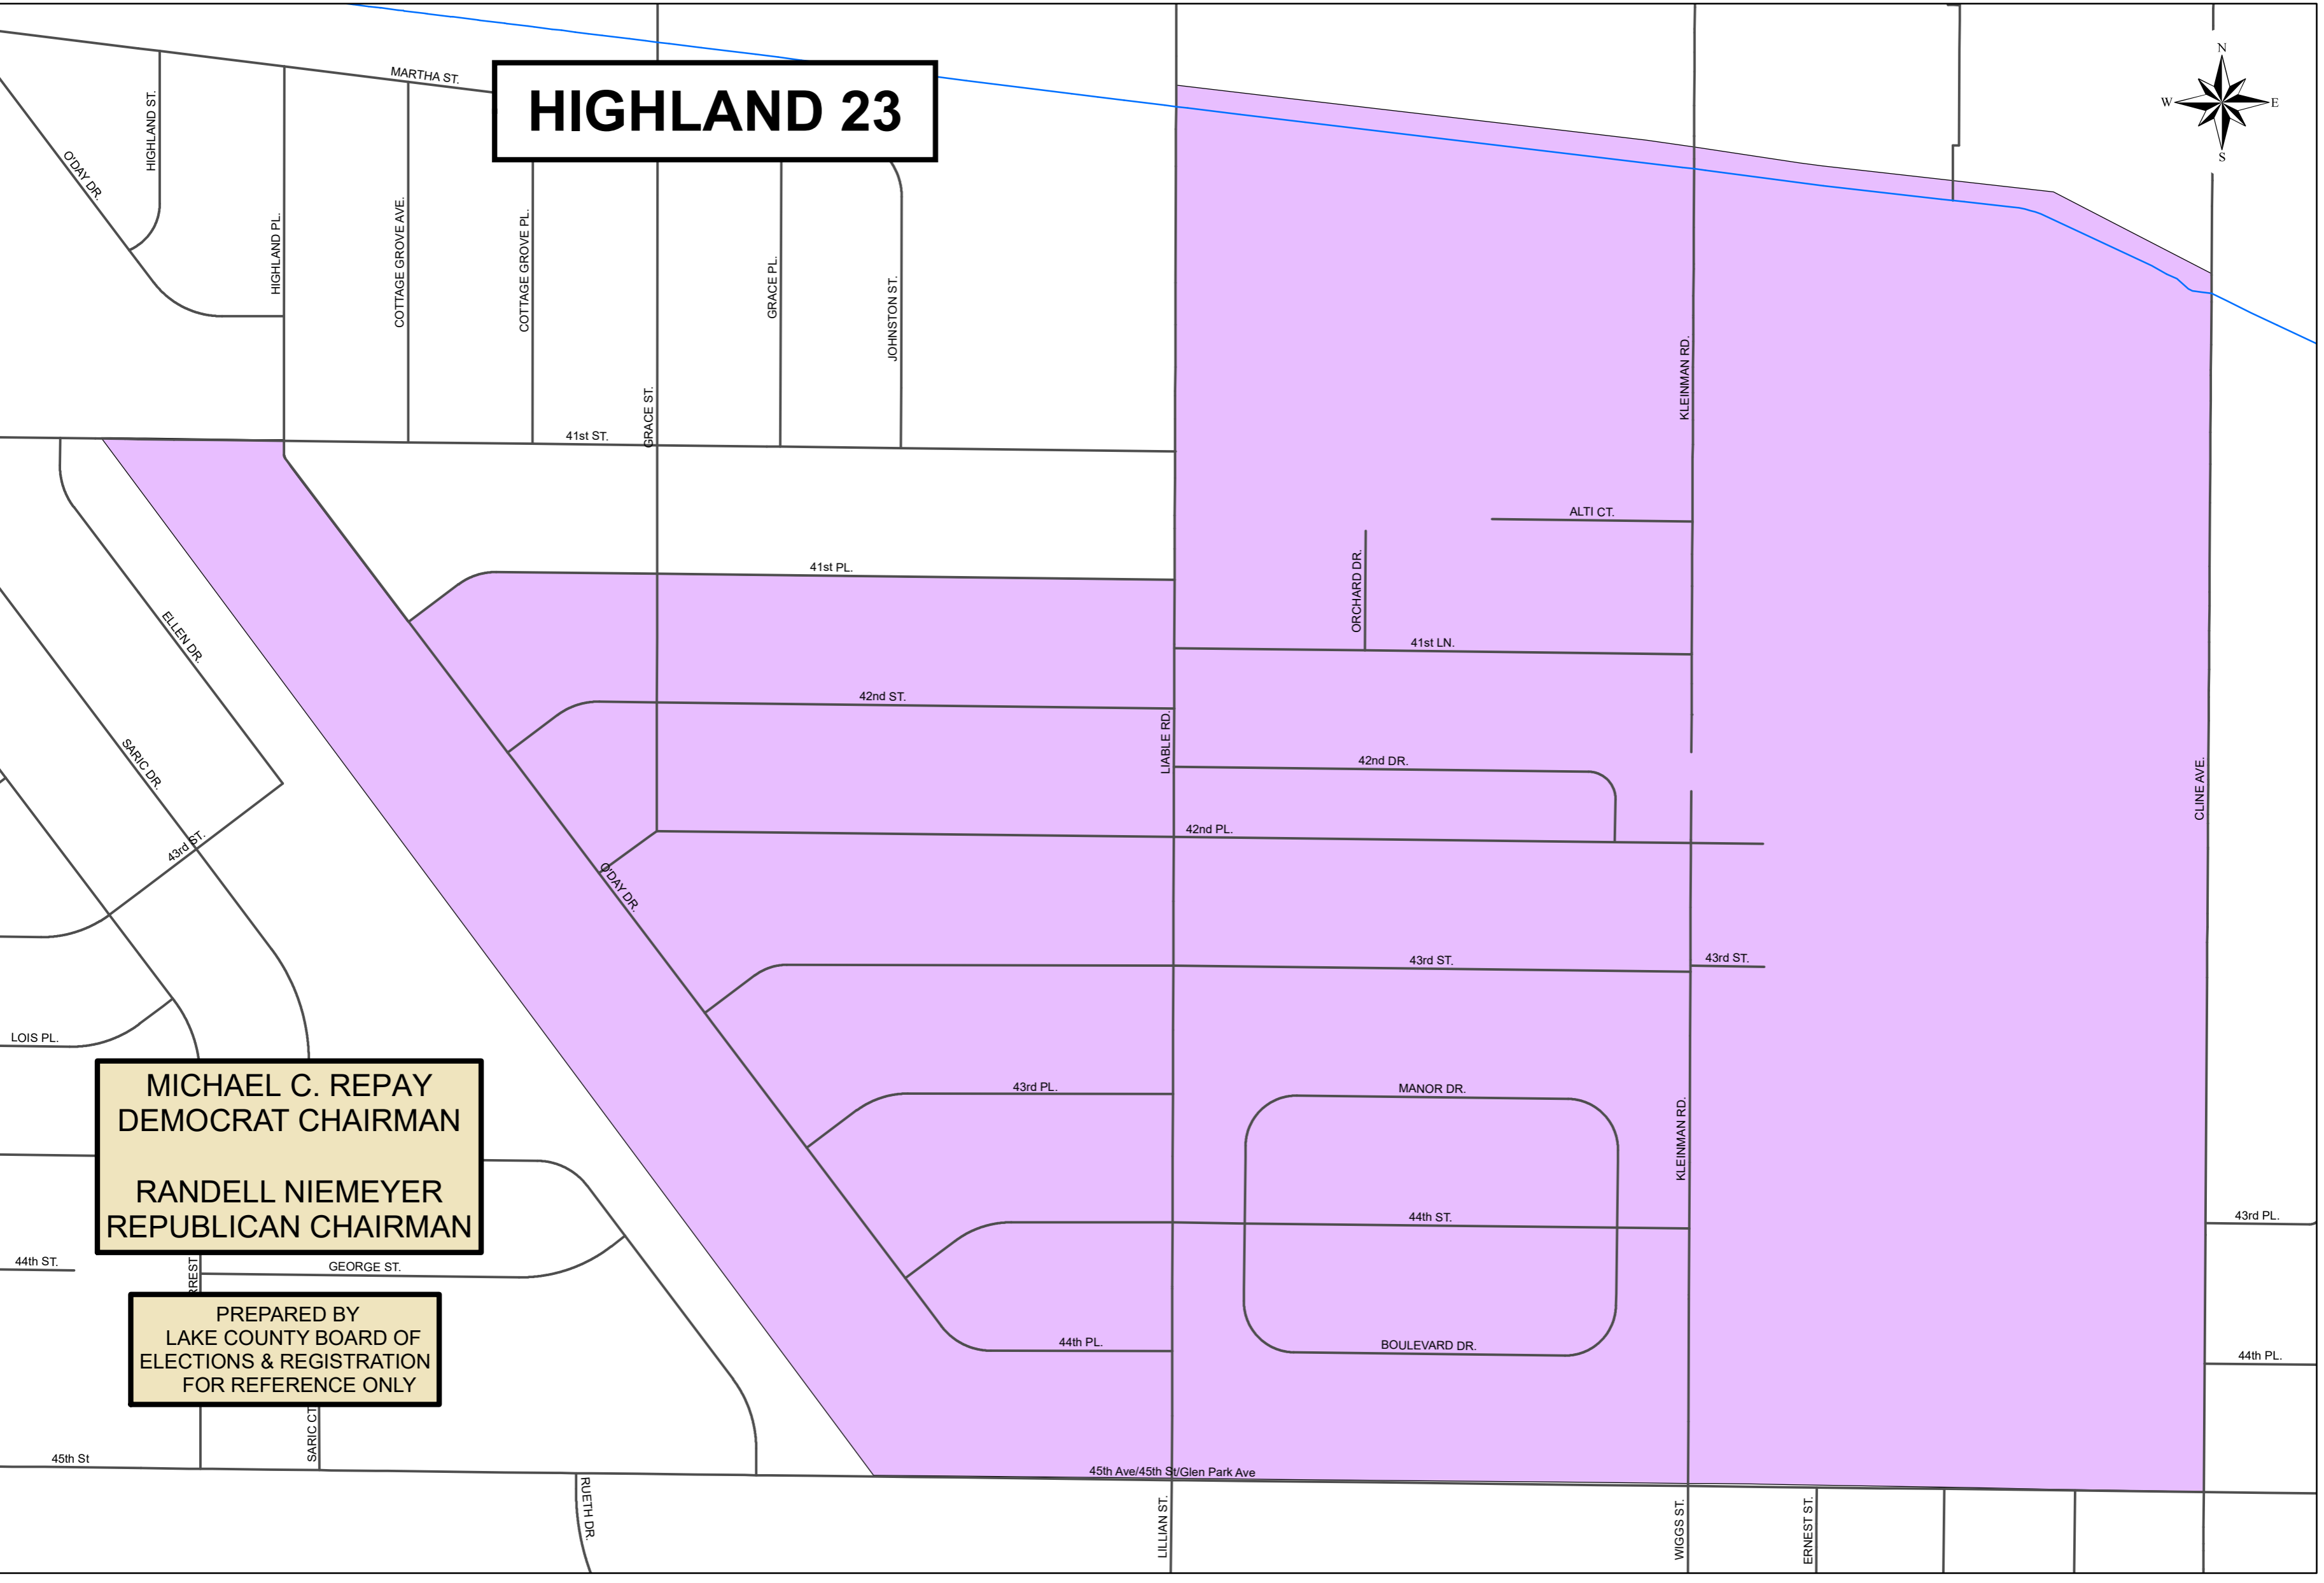 N
MARTHA ST.
HIGHLAND 23
W
E
HIGHLAND ST.
O'DAY DR.
S
HIGHLAND PL.
COTTAGE GROVE AVE.
COTTAGE GROVE PL.
GRACE PL.
JOHNSTON ST.
KLEINMAN RD.
GRACE ST.
41st ST.
ALTI CT.
41st PL.
ORCHARD DR.
ELLEN DR.
41st LN.
42nd ST.
LIABLE RD.
SARIC DR.
42nd DR.
CLINE AVE.
42nd PL.
43rd ST.
O'DAY DR.
43rd ST.
43rd ST.
LOIS PL.
MICHAEL C. REPAY
DEMOCRAT CHAIRMAN
RANDELL NIEMEYER
REPUBLICAN CHAIRMAN
43rd PL.
MANOR DR.
KLEINMAN RD.
44th ST.
43rd PL.
44th ST.
RREST
GEORGE ST.
PREPARED BY
LAKE COUNTY BOARD OF
ELECTIONS & REGISTRATION
FOR REFERENCE ONLY
44th PL.
BOULEVARD DR.
44th PL.
SARIC CT
45th St
45th Ave/45th St/Glen Park Ave
RUETH DR.
LILLIAN ST.
WIGGS ST.
ERNEST ST.